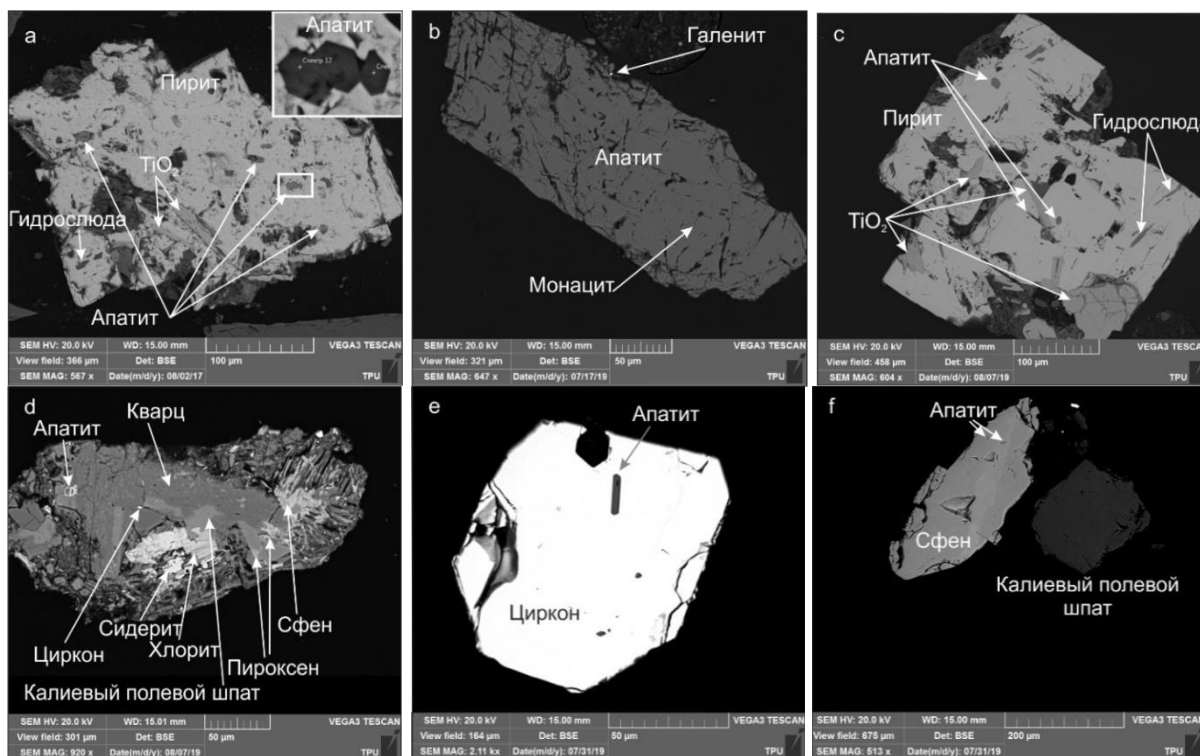 a
Апатит
Спектр 12
Пирит
TiO₂
Гидрослюда
Апатит
SEM HV: 20.0 kV WD: 15.00 mm VEGA3 TESCAN
View field: 366 µm Det: BSE 100 µm
SEM MAG: 567 x Date(m/d/y): 08/02/17 TPU
b
Галенит
Апатит
Монацит
SEM HV: 20.0 kV WD: 15.00 mm VEGA3 TESCAN
View field: 321 µm Det: BSE 50 µm
SEM MAG: 647 x Date(m/d/y): 07/17/19 TPU
c
Апатит
Пирит
Гидрослюда
TiO₂
SEM HV: 20.0 kV WD: 15.00 mm VEGA3 TESCAN
View field: 458 µm Det: BSE 100 µm
SEM MAG: 604 x Date(m/d/y): 08/07/19 TPU
d
Кварц
Апатит
Сидерит
Сфен
Циркон
Хлорит
Пироксен
Калиевый полевой шпат
SEM HV: 20.0 kV WD: 15.01 mm VEGA3 TESCAN
View field: 301 µm Det: BSE 50 µm
SEM MAG: 920 x Date(m/d/y): 08/07/19 TPU
e
Апатит
Циркон
SEM HV: 20.0 kV WD: 15.00 mm VEGA3 TESCAN
View field: 164 µm Det: BSE 50 µm
SEM MAG: 2.11 kx Date(m/d/y): 07/31/19 TPU
f
Апатит
Сфен
Калиевый полевой
шпат
SEM HV: 20.0 kV WD: 15.00 mm VEGA3 TESCAN
View field: 675 µm Det: BSE 200 µm
SEM MAG: 513 x Date(m/d/y): 07/31/19 TPU